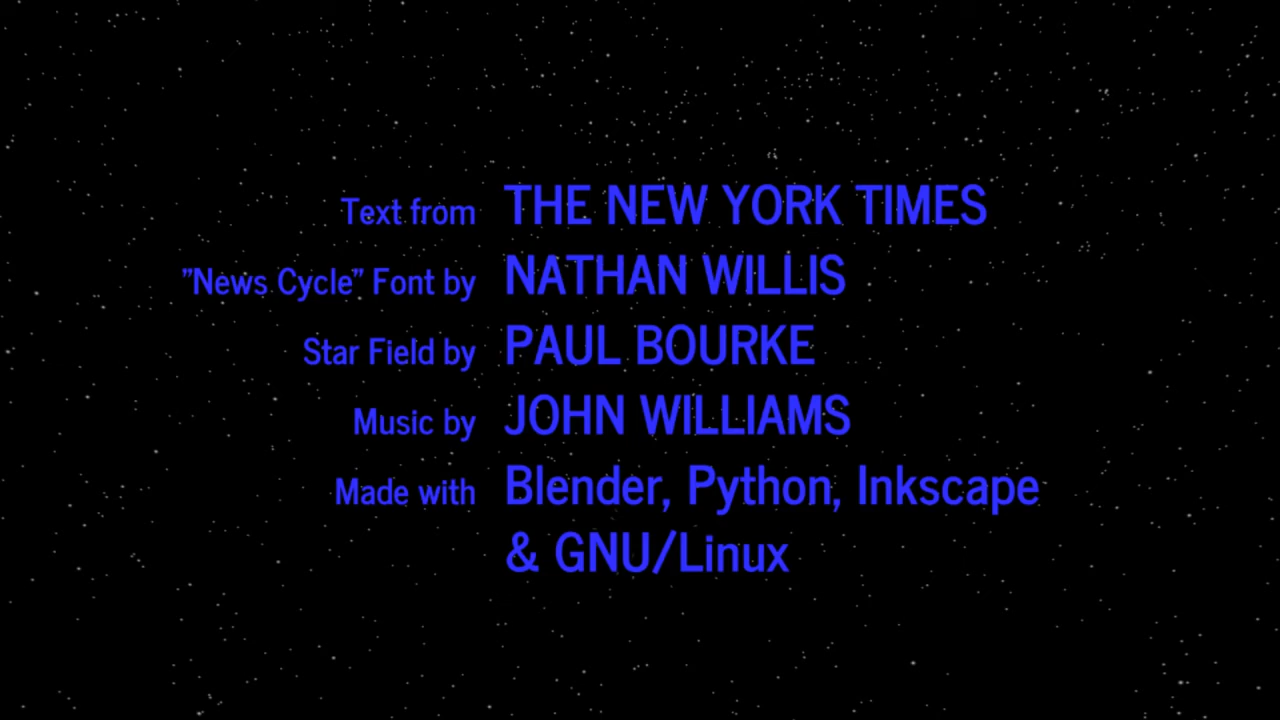 Text from THE NEW YORK TIMES
"News Cycle" Font by NATHAN WILLIS
Star Field by PAUL BOURKE
Music by JOHN WILLIAMS
Made with Blender, Python, Inkscape
& GNU/Linux